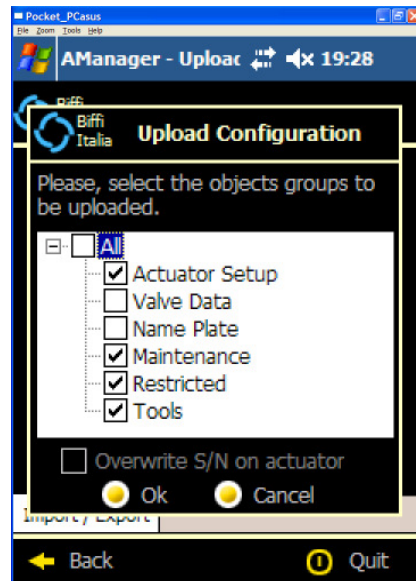 Pocket_PCasus
File Zoom Tools Help
AManager - Uploac 19:28
Biffi
Biffi
Italia
Upload Configuration
Please, select the objects groups to
be uploaded.
All
Actuator Setup
Valve Data
Name Plate
Maintenance
Restricted
Tools
Overwrite S/N on actuator
Ok Cancel
Import / Export
Back Quit